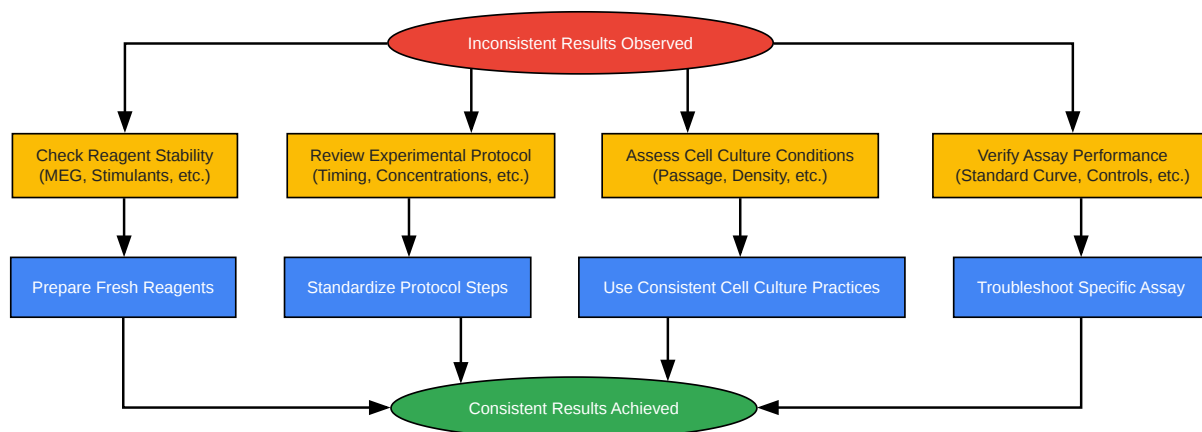 Inconsistent Results Observed
Check Reagent Stability
(MEG, Stimulants, etc.)
Review Experimental Protocol
(Timing, Concentrations, etc.)
Assess Cell Culture Conditions
(Passage, Density, etc.)
Verify Assay Performance
(Standard Curve, Controls, etc.)
Prepare Fresh Reagents
Standardize Protocol Steps
Use Consistent Cell Culture Practices
Troubleshoot Specific Assay
Consistent Results Achieved